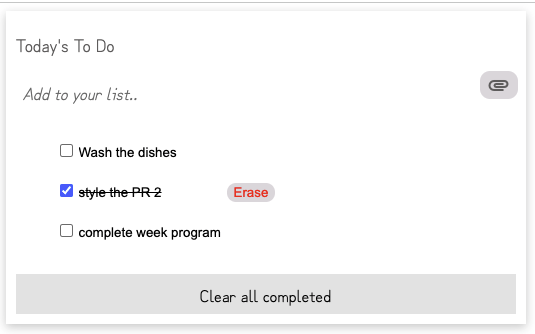 Today's To Do
Add to your list..
Wash the dishes
style the PR 2 Erase
complete week program
Clear all completed